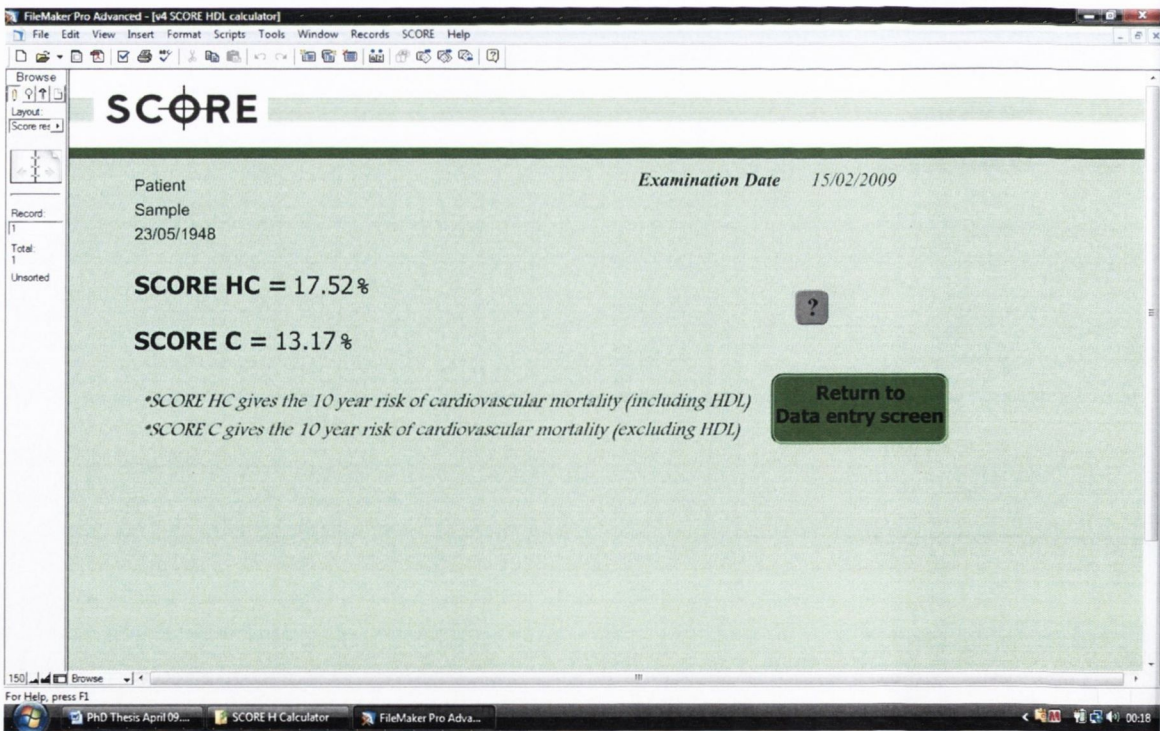 FileMaker Pro Advanced - [v4 SCORE HDL calculator]
File Edit View Insert Format Scripts Tools Window Records SCORE Help
Browse
Layout:
Score res
Record:
1
Total:
1
Unsorted
SCORE
Patient
Sample
23/05/1948
Examination Date 15/02/2009
SCORE HC = 17.52%
?
SCORE C = 13.17%
*SCORE HC gives the 10 year risk of cardiovascular mortality (including HDL)
*SCORE C gives the 10 year risk of cardiovascular mortality (excluding HDL)
Return to
Data entry screen
150 Browse
For Help, press F1
PhD Thesis April 09.... SCORE H Calculator FileMaker Pro Adva... 00:18